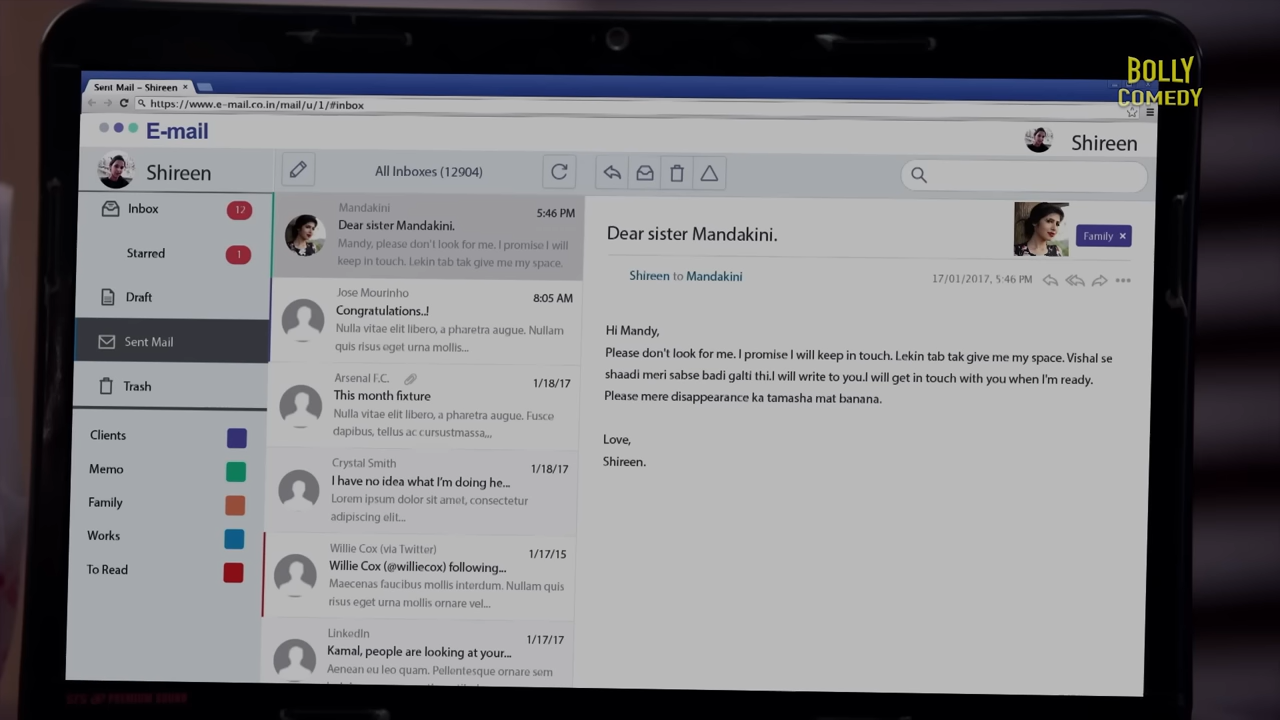 BOLLY
COMEDY
Sent Mail – Shireen ×
https://www.e-mail.co.in/mail/u/1/#inbox
E-mail
Shireen
Shireen
All Inboxes (12904)
Inbox 12
Starred 1
Draft
Sent Mail
Trash
Clients
Memo
Family
Works
To Read
Mandakini
Dear sister Mandakini. 5:46 PM
Mandy, please don't look for me. I promise I will
keep in touch. Lekin tab tak give me my space.
Jose Mourinho
Congratulations..! 8:05 AM
Nulla vitae elit libero, a pharetra augue. Nullam
quis risus eget urna mollis...
Arsenal F.C.
This month fixture 1/18/17
Nulla vitae elit libero, a pharetra augue. Fusce
dapibus, tellus ac cursustmassa,..
Crystal Smith
I have no idea what I'm doing he... 1/18/17
Lorem ipsum dolor sit amet, consectetur
adipiscing elit...
Willie Cox (via Twitter)
Willie Cox (@williecox) following... 1/17/15
Maecenas faucibus mollis interdum. Nullam quis
risus eget urna mollis ornare vel...
LinkedIn
Kamal, people are looking at your... 1/17/17
Aenean eu leo quam. Pellentesque ornare sem
Dear sister Mandakini.
Family ×
Shireen to Mandakini
17/01/2017, 5:46 PM
Hi Mandy,
Please don't look for me. I promise I will keep in touch. Lekin tab tak give me my space. Vishal se
shaadi meri sabse badi galti thi.I will write to you.I will get in touch with you when I'm ready.
Please mere disappearance ka tamasha mat banana.
Love,
Shireen.